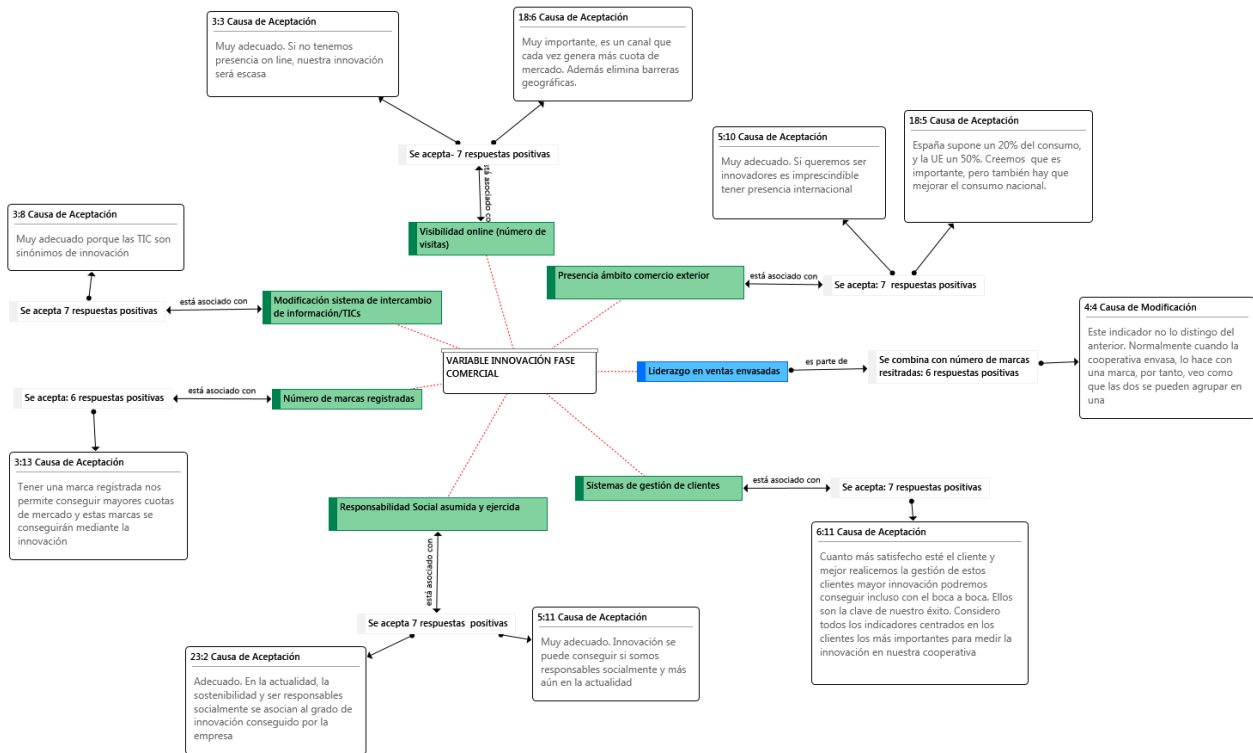 3:3 Causa de Aceptación
Muy adecuado. Si no tenemos
presencia on line, nuestra innovación
será escasa
18:6 Causa de Aceptación
Muy importante, es un canal que
cada vez genera más cuota de
mercado. Además elimina barreras
geográficas.
Se acepta- 7 respuestas positivas
está asociado co
Visibilidad online (número de
visitas)
5:10 Causa de Aceptación
Muy adecuado. Si queremos ser
innovadores es imprescindible
tener presencia internacional
18:5 Causa de Aceptación
España supone un 20% del consumo,
y la UE un 50%. Creemos que es
importante, pero también hay que
mejorar el consumo nacional.
Presencia ámbito comercio exterior
está asociado con
Se acepta: 7 respuestas positivas
3:8 Causa de Aceptación
Muy adecuado porque las TIC son
sinónimos de innovación
Se acepta 7 respuestas positivas
está asociado con
Modificación sistema de intercambio
de información/TICs
VARIABLE INNOVACIÓN FASE
COMERCIAL
Liderazgo en ventas envasadas
es parte de
Se combina con número de marcas
resitradas: 6 respuestas positivas
4:4 Causa de Modificación
Este indicador no lo distingo del
anterior. Normalmente cuando la
cooperativa envasa, lo hace con
una marca, por tanto, veo como
que las dos se pueden agrupar en
una
Se acepta: 6 respuestas positivas
está asociado con
Número de marcas registradas
3:13 Causa de Aceptación
Tener una marca registrada nos
permite conseguir mayores cuotas
de mercado y estas marcas se
conseguirán mediante la
innovación
Sistemas de gestión de clientes
está asociado con
Se acepta: 7 respuestas positivas
6:11 Causa de Aceptación
Cuanto más satisfecho esté el cliente y
mejor realicemos la gestión de estos
clientes mayor innovación podremos
conseguir incluso con el boca a boca. Ellos
son la clave de nuestro éxito. Considero
todos los indicadores centrados en los
clientes los más importantes para medir la
innovación en nuestra cooperativa
Responsabilidad Social asumida y ejercida
está asociado con
Se acepta 7 respuestas positivas
23:2 Causa de Aceptación
Adecuado. En la actualidad, la
sostenibilidad y ser responsables
socialmente se asocian al grado de
innovación conseguido por la
empresa
5:11 Causa de Aceptación
Muy adecuado. Innovación se
puede conseguir si somos
responsables socialmente y más
aún en la actualidad